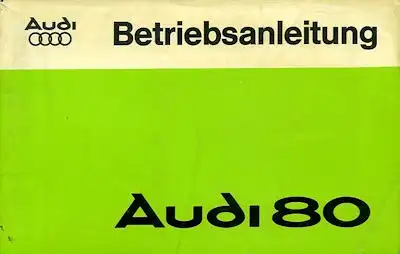 Audi
Betriebsanleitung
Audi 80